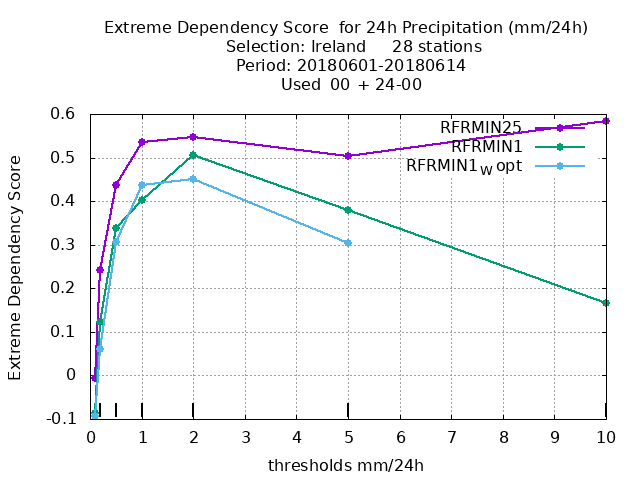 Extreme Dependency Score for 24h Precipitation (mm/24h)
Selection: Ireland 28 stations
Period: 20180601-20180614
Used 00 + 24-00
RFRMIN25
RFRMIN1
RFRMIN1W opt
Extreme Dependency Score
0.6
0.5
0.4
0.3
0.2
0.1
0
-0.1
0 1 2 3 4 5 6 7 8 9 10
thresholds mm/24h